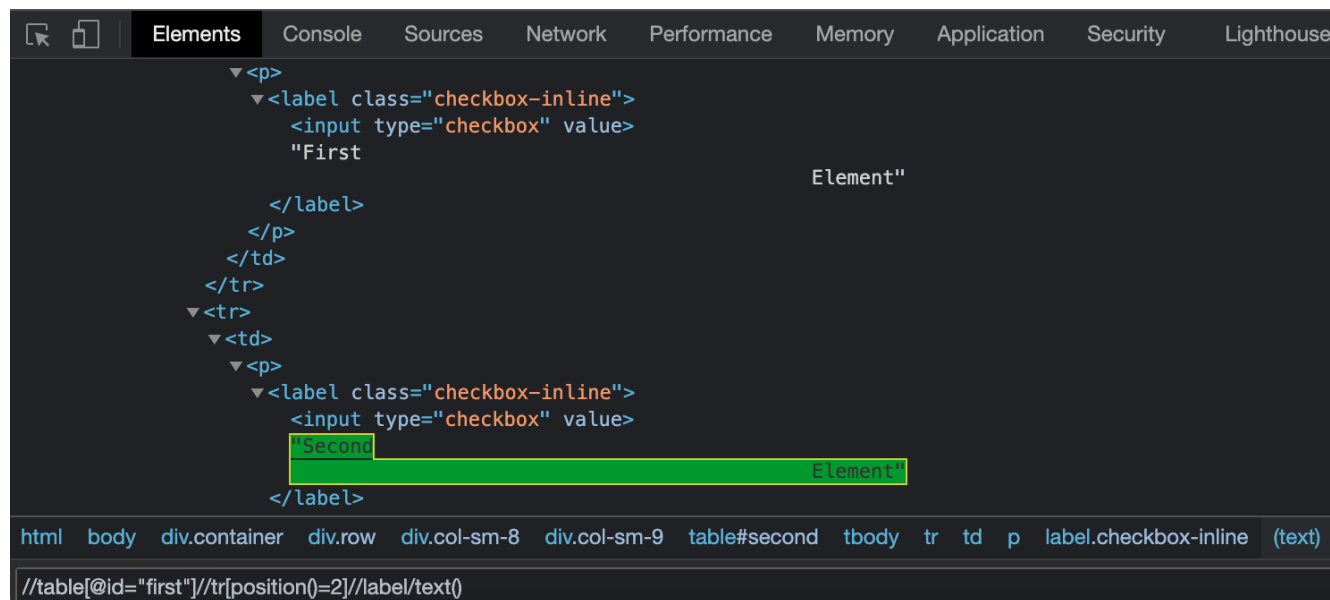 Elements Console Sources Network Performance Memory Application Security Lighthouse
▼<p>
▼<label class="checkbox-inline">
<input type="checkbox" value>
"First
Element"
</label>
</p>
</td>
</tr>
▼<tr>
▼<td>
▼<p>
▼<label class="checkbox-inline">
<input type="checkbox" value>
"Second
Element"
</label>
html body div.container div.row div.col-sm-8 div.col-sm-9 table#second tbody tr td p label.checkbox-inline (text)
//table[@id="first"]//tr[position()=2]//label/text()